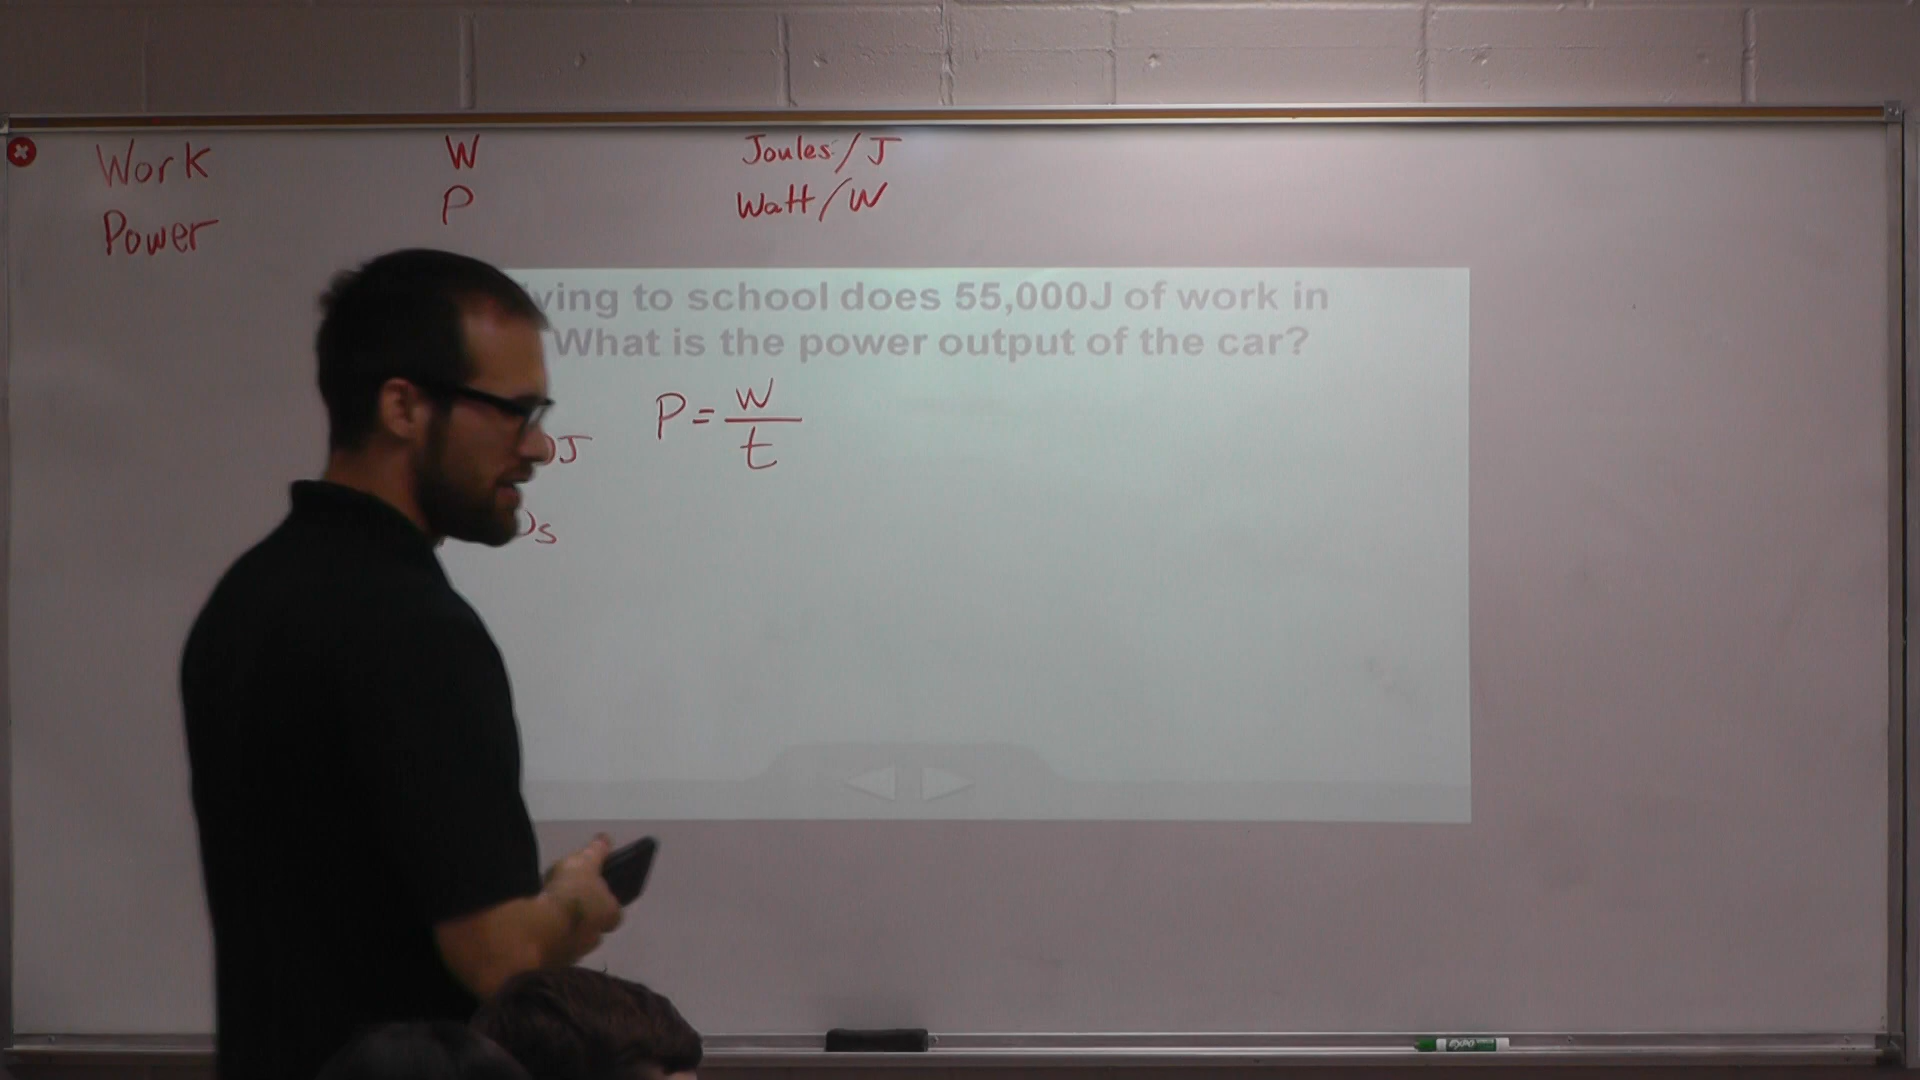 Work W Joules/J
Power P Watt/W
ving to school does 55,000J of work in
What is the power output of the car?
P = W
t
J
s